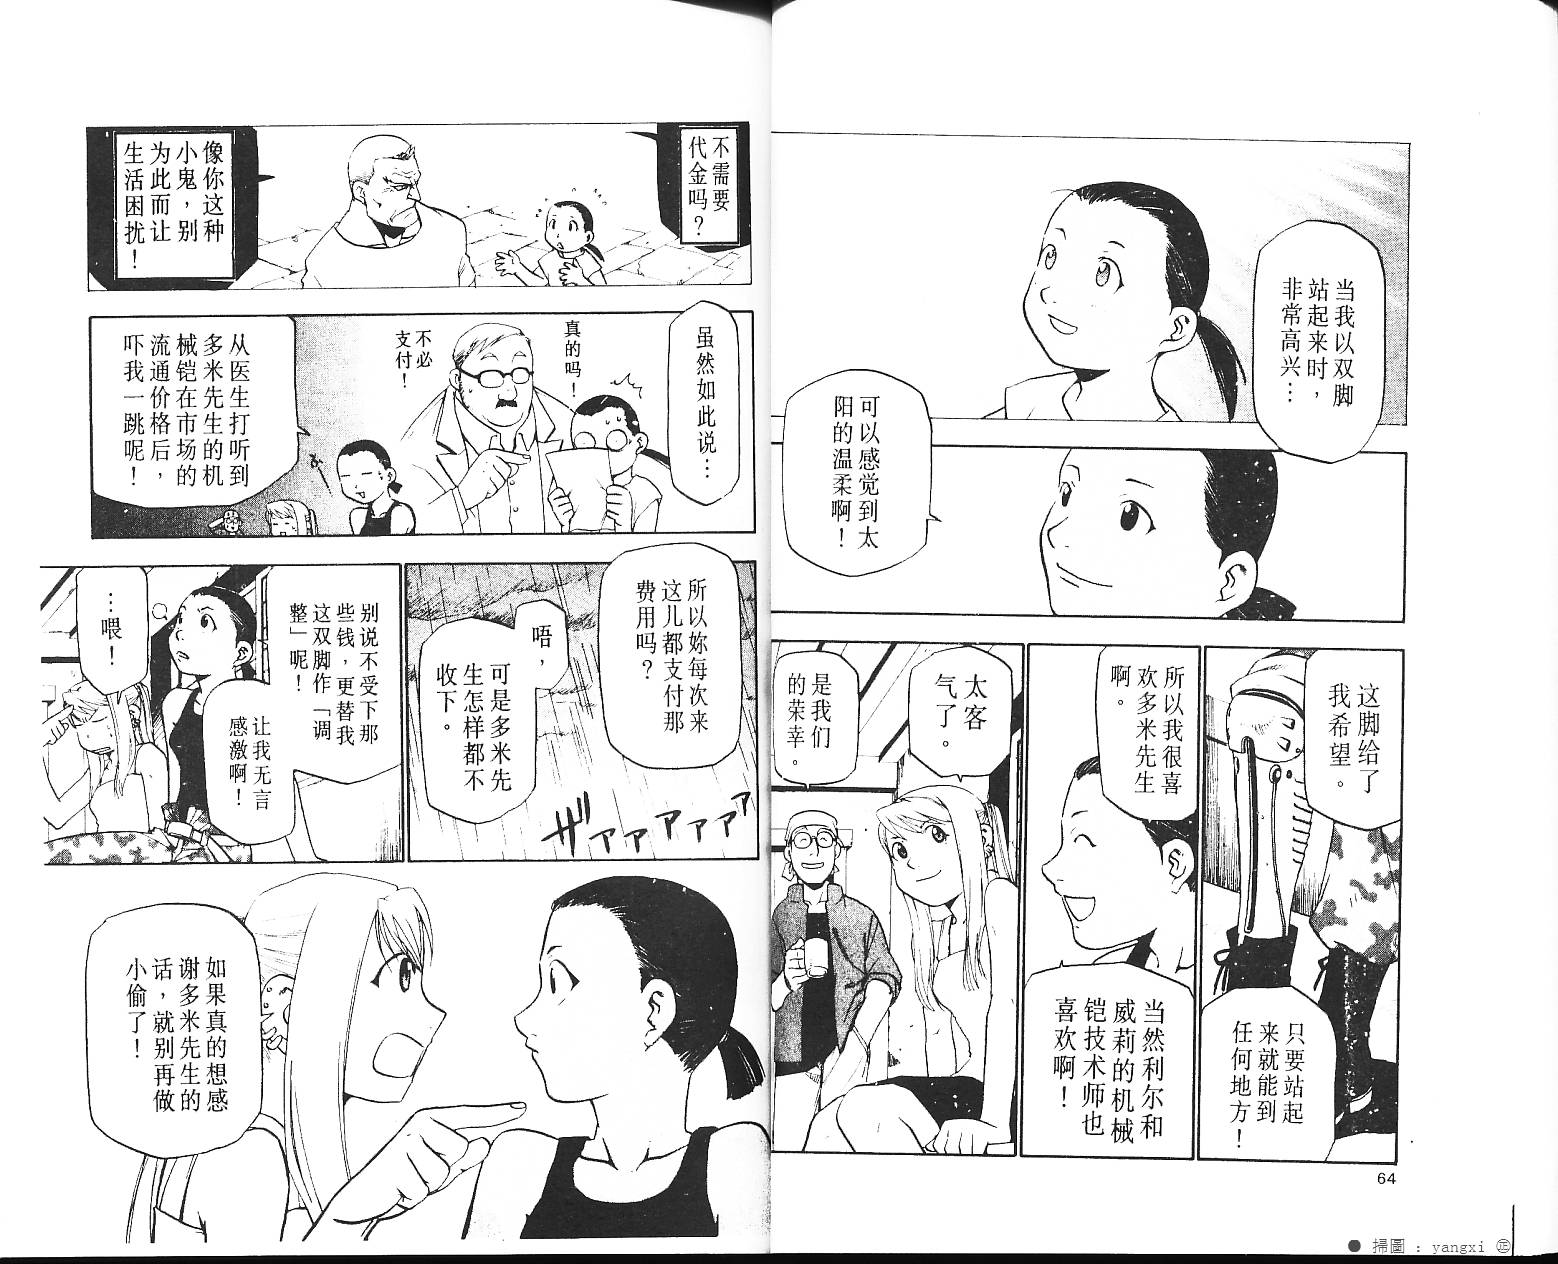 当我以双脚
站起来时，
非常高兴…
可以感觉到太
阳的温柔啊！
这脚给了
我希望。
只要站起
来就能到
任何地方！
所以我很喜
欢多米先生
啊。
当然利尔和
威莉的机械
铠技术师也
喜欢啊！
太客
气了。
是我们
的荣幸。
64
不需要
代金吗？
像你这种
小鬼，别
为此而让
生活困扰！
虽然如此说…
真的吗！
不必
支付！
从医生打听到
多米先生的机
械铠在市场的
流通价格后，
吓我一跳呢！
所以妳每次来
这儿都支付那
费用吗？
唔，
可是多米先
生怎样都不
收下。
ザァァァァァァ
别说不受下那
些钱，更替我
这双脚作「调
整」呢！
让我无言
感激啊！
…喂！
如果真的想感
谢多米先生的
话，就别再做
小偷了！
● 掃圖 : yangxi ㊣